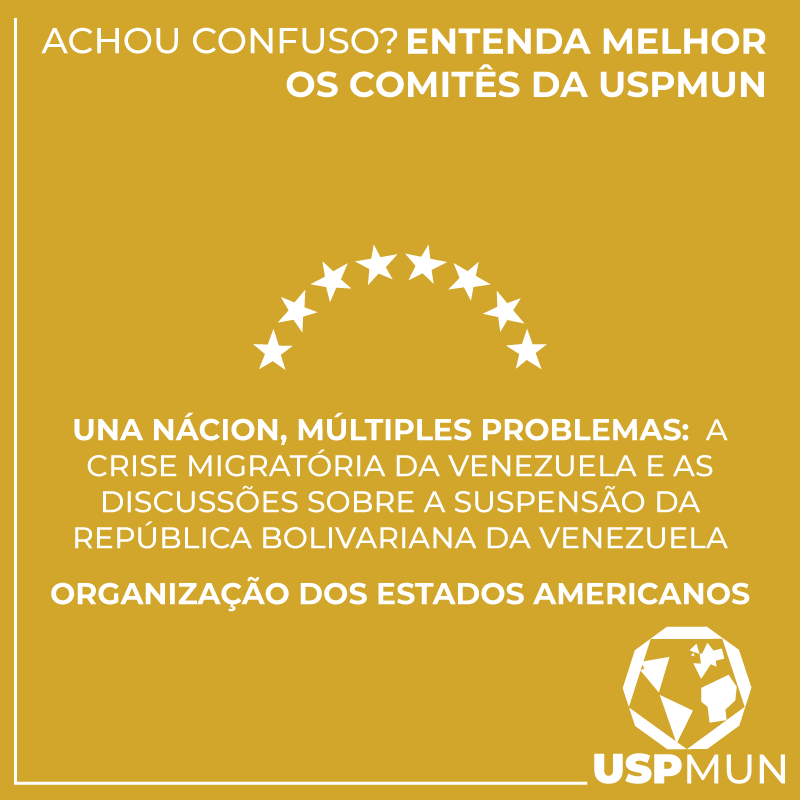 ACHOU CONFUSO? ENTENDA MELHOR
OS COMITÊS DA USPMUN
UNA NÁCION, MÚLTIPLES PROBLEMAS: A
CRISE MIGRATÓRIA DA VENEZUELA E AS
DISCUSSÕES SOBRE A SUSPENSÃO DA
REPÚBLICA BOLIVARIANA DA VENEZUELA
ORGANIZAÇÃO DOS ESTADOS AMERICANOS
USPMUN